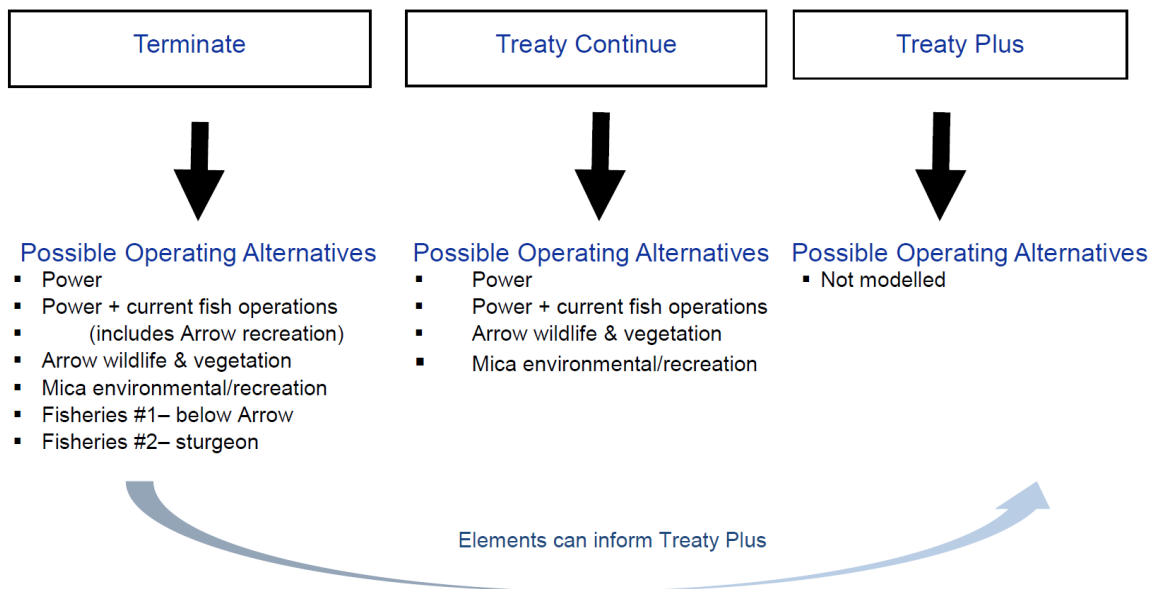 Terminate
Treaty Continue
Treaty Plus
Possible Operating Alternatives
▪ Power
▪ Power + current fish operations
▪ (includes Arrow recreation)
▪ Arrow wildlife & vegetation
▪ Mica environmental/recreation
▪ Fisheries #1– below Arrow
▪ Fisheries #2– sturgeon
Possible Operating Alternatives
▪ Power
▪ Power + current fish operations
▪ Arrow wildlife & vegetation
▪ Mica environmental/recreation
Possible Operating Alternatives
▪ Not modelled
Elements can inform Treaty Plus